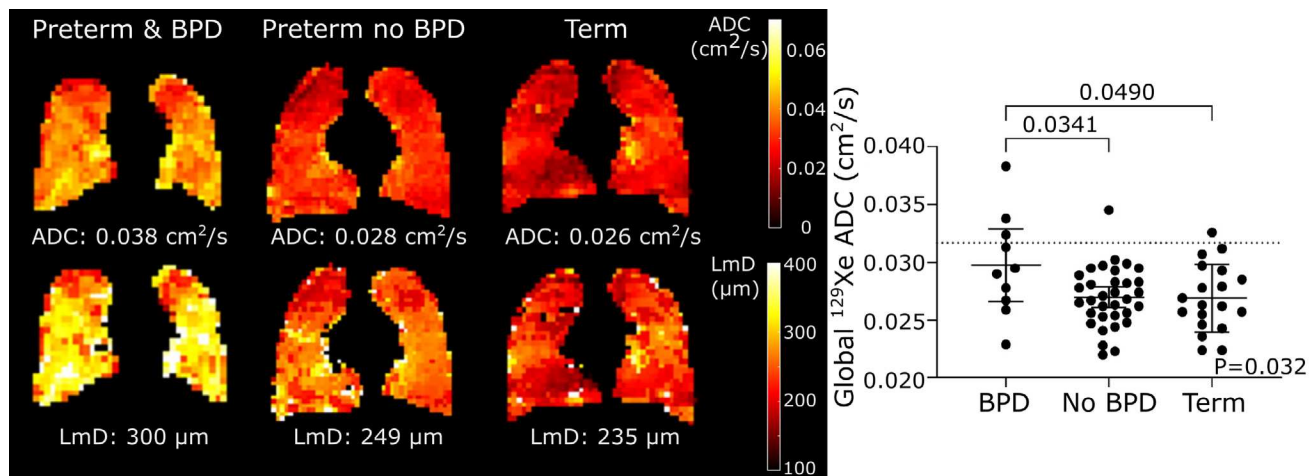 Preterm & BPD
Preterm no BPD
Term
ADC
(cm²/s)
0.06
0.04
0.02
0
ADC: 0.038 cm²/s
ADC: 0.028 cm²/s
ADC: 0.026 cm²/s
LmD
(µm)
400
300
200
100
LmD: 300 µm
LmD: 249 µm
LmD: 235 µm
Global ¹²⁹Xe ADC (cm²/s)
0.040
0.035
0.030
0.025
0.020
0.0490
0.0341
P=0.032
BPD
No BPD
Term